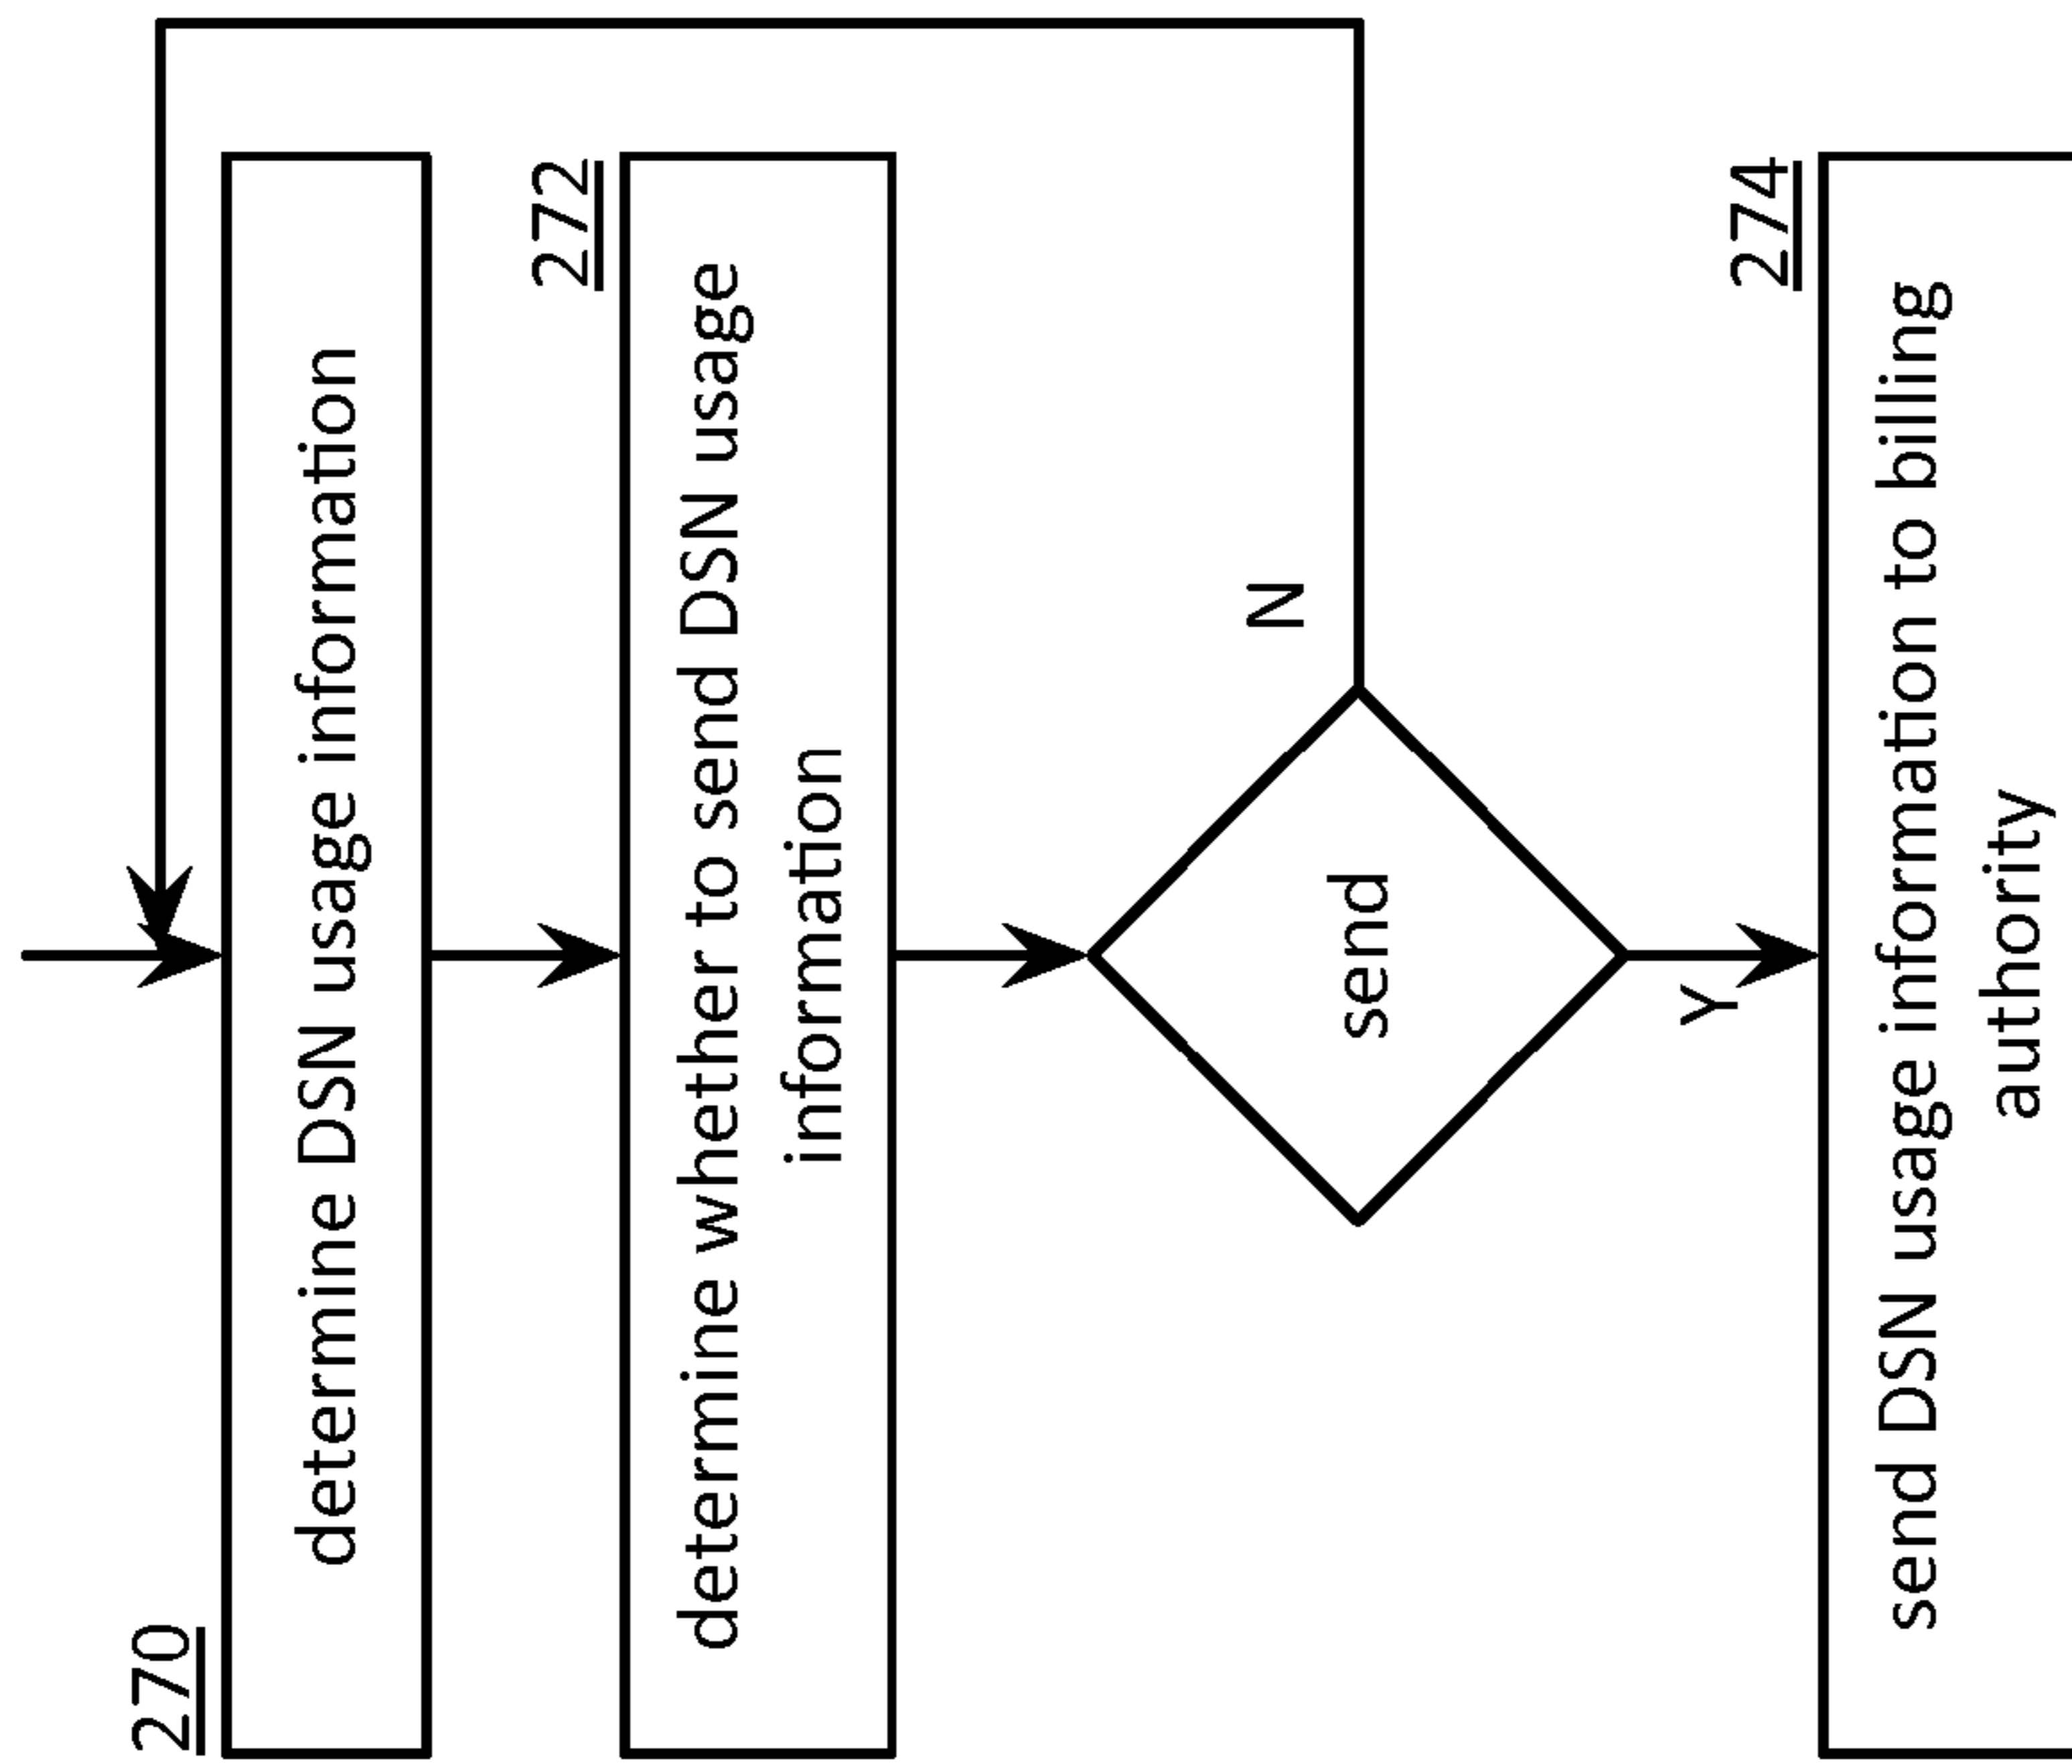 270
determine DSN usage information
272
determine whether to send DSN usage
information
send
N
Y
274
send DSN usage information to billing
authority